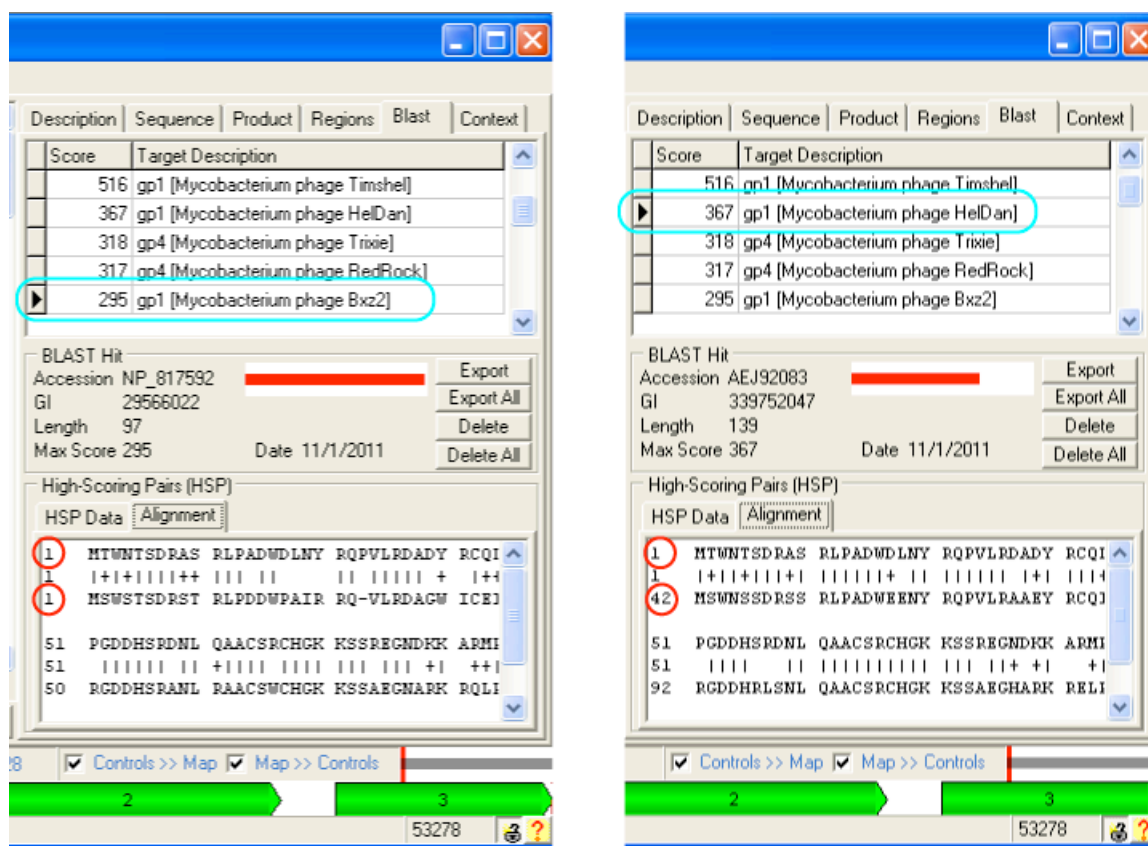 Description Sequence Product Regions Blast Context
Score Target Description
516 gp1 [Mycobacterium phage Timshel]
367 gp1 [Mycobacterium phage HelDan]
318 gp4 [Mycobacterium phage Trixie]
317 gp4 [Mycobacterium phage RedRock]
295 gp1 [Mycobacterium phage Bxz2]
BLAST Hit
Accession NP_817592 Export
GI 29566022 Export All
Length 97 Delete
Max Score 295 Date 11/1/2011 Delete All
High-Scoring Pairs (HSP)
HSP Data Alignment
1 MTWNTSDRAS RLPADWDLNY RQPVLRDADY RCQI
1 |+|+||||++ ||| || || ||||| + |++
1 MSWSTSDRST RLPDDWPAIR RQ-VLRDAGW ICEI
51 PGDDHSRDNL QAACSRCHGK KSSREGNDKK ARMI
51 |||||| || +|||| |||| ||| ||| +| ++|
50 RGDDHSRANL RAACSWCHGK KSSAEGNARK RQLI
Controls >> Map Map >> Controls
2 3
53278 ?
Description Sequence Product Regions Blast Context
Score Target Description
516 gp1 [Mycobacterium phage Timshel]
367 gp1 [Mycobacterium phage HelDan]
318 gp4 [Mycobacterium phage Trixie]
317 gp4 [Mycobacterium phage RedRock]
295 gp1 [Mycobacterium phage Bxz2]
BLAST Hit
Accession AEJ92083 Export
GI 339752047 Export All
Length 139 Delete
Max Score 367 Date 11/1/2011 Delete All
High-Scoring Pairs (HSP)
HSP Data Alignment
1 MTWNTSDRAS RLPADWDLNY RQPVLRDADY RCQI
1 |+||+|||+| ||||||+ || |||||| |+| |||+
42 MSWNSSDRSS RLPADWEENY RQPVLRAAEY RCQI
51 PGDDHSRDNL QAACSRCHGK KSSREGNDKK ARMI
51 |||| || |||||||||| ||| ||+ +| +|
92 RGDDHRLSNL QAACSRCHGK KSSAEGHARK RELI
Controls >> Map Map >> Controls
2 3
53278 ?